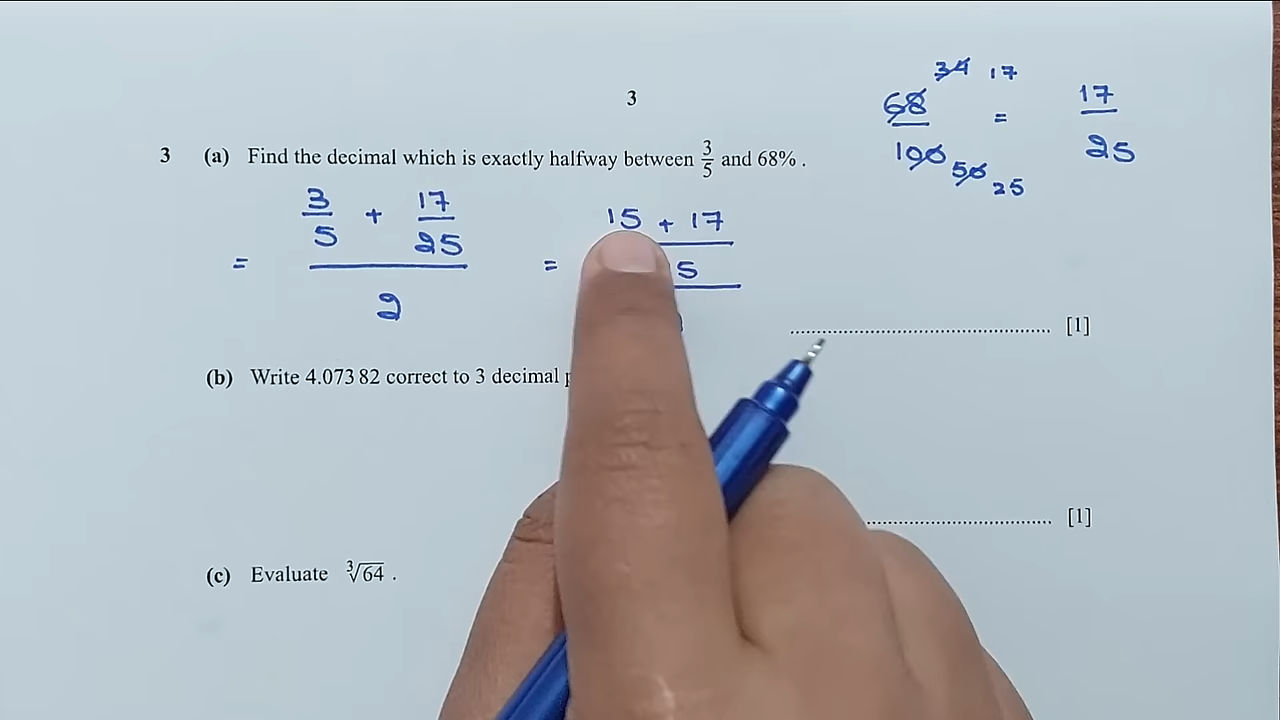 3
3 (a) Find the decimal which is exactly halfway between 3/5 and 68% .
68/100 34 17 50 25 = 17/25
= 3/5 + 17/25
2
= 15 + 17
5
[1]
(b) Write 4.073 82 correct to 3 decimal
[1]
(c) Evaluate ∛64 .